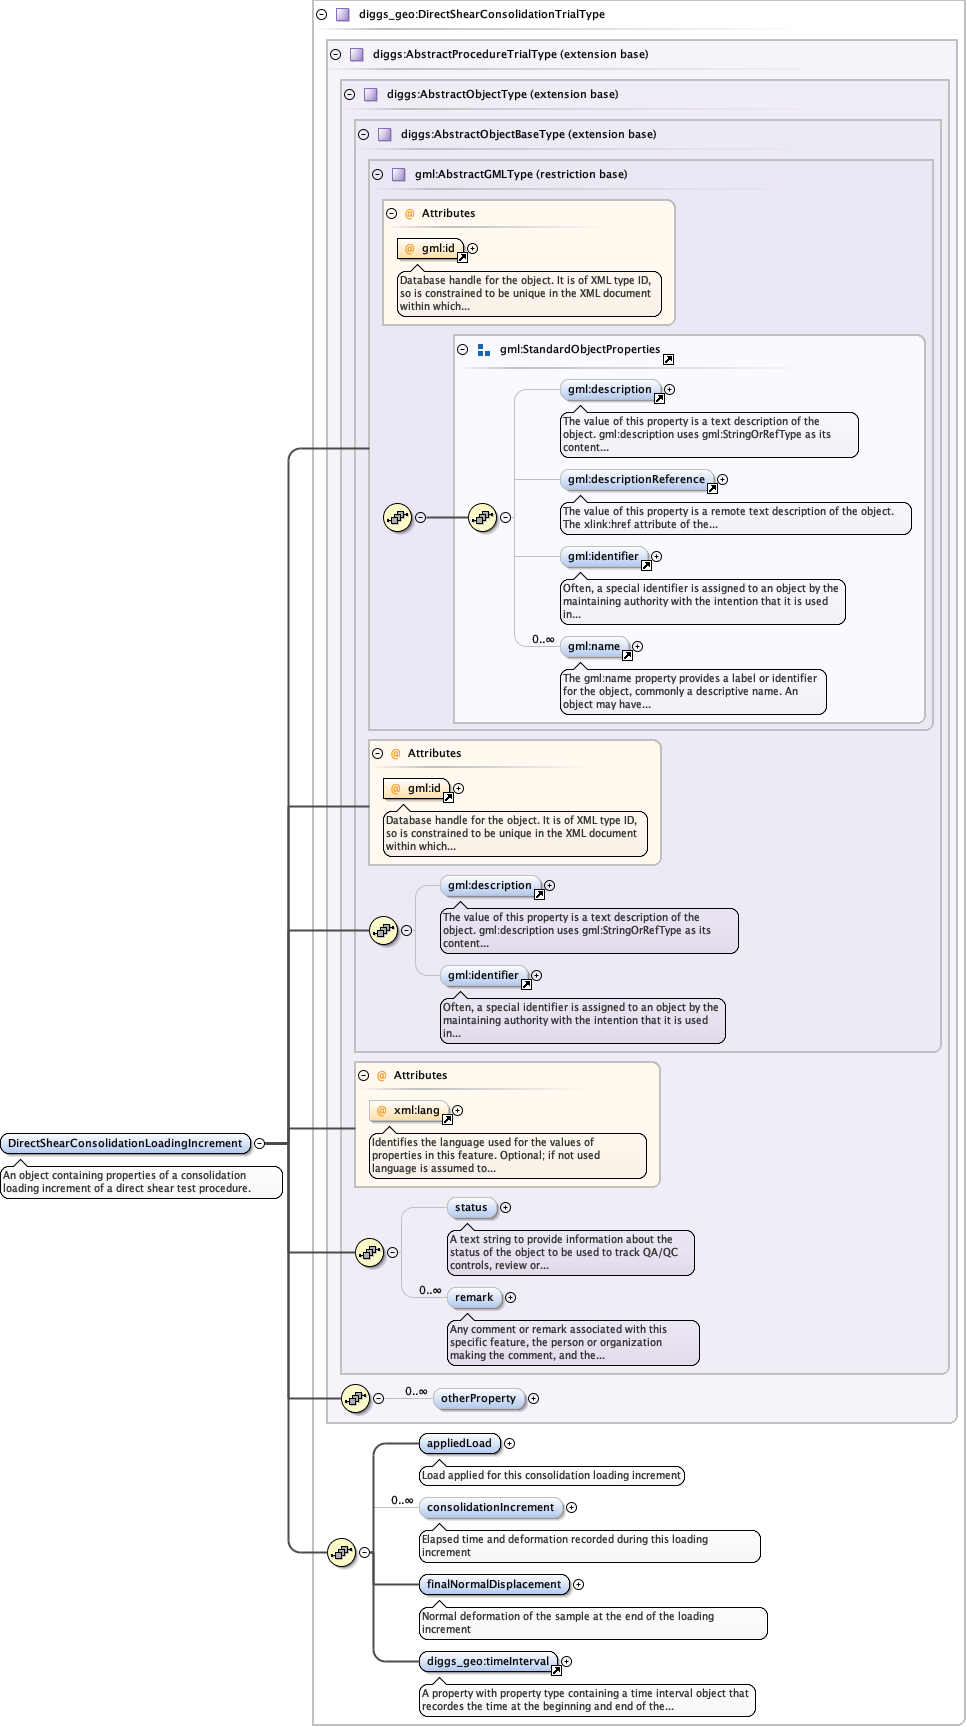 diggs_geo:DirectShearConsolidationTrialType
diggs:AbstractProcedureTrialType (extension base)
diggs:AbstractObjectType (extension base)
diggs:AbstractObjectBaseType (extension base)
gml:AbstractGMLType (restriction base)
@ Attributes
@ gml:id
Database handle for the object. It is of XML type ID,
so is constrained to be unique in the XML document
within which...
gml:StandardObjectProperties
gml:description
The value of this property is a text description of the
object. gml:description uses gml:StringOrRefType as its
content...
gml:descriptionReference
The value of this property is a remote text description of the object.
The xlink:href attribute of the...
gml:identifier
Often, a special identifier is assigned to an object by the
maintaining authority with the intention that it is used
in...
0..∞
gml:name
The gml:name property provides a label or identifier
for the object, commonly a descriptive name. An
object may have...
@ Attributes
@ gml:id
Database handle for the object. It is of XML type ID,
so is constrained to be unique in the XML document
within which...
gml:description
The value of this property is a text description of the
object. gml:description uses gml:StringOrRefType as its
content...
gml:identifier
Often, a special identifier is assigned to an object by the
maintaining authority with the intention that it is used
in...
@ Attributes
@ xml:lang
Identifies the language used for the values of
properties in this feature. Optional; if not used
language is assumed to...
DirectShearConsolidationLoadingIncrement
An object containing properties of a consolidation
loading increment of a direct shear test procedure.
status
A text string to provide information about the
status of the object to be used to track QA/QC
controls, review or...
0..∞
remark
Any comment or remark associated with this
specific feature, the person or organization
making the comment, and the...
0..∞
otherProperty
appliedLoad
Load applied for this consolidation loading increment
0..∞
consolidationIncrement
Elapsed time and deformation recorded during this loading
increment
finalNormalDisplacement
Normal deformation of the sample at the end of the loading
increment
diggs_geo:timeInterval
A property with property type containing a time interval object that
recordes the time at the beginning and end of the...